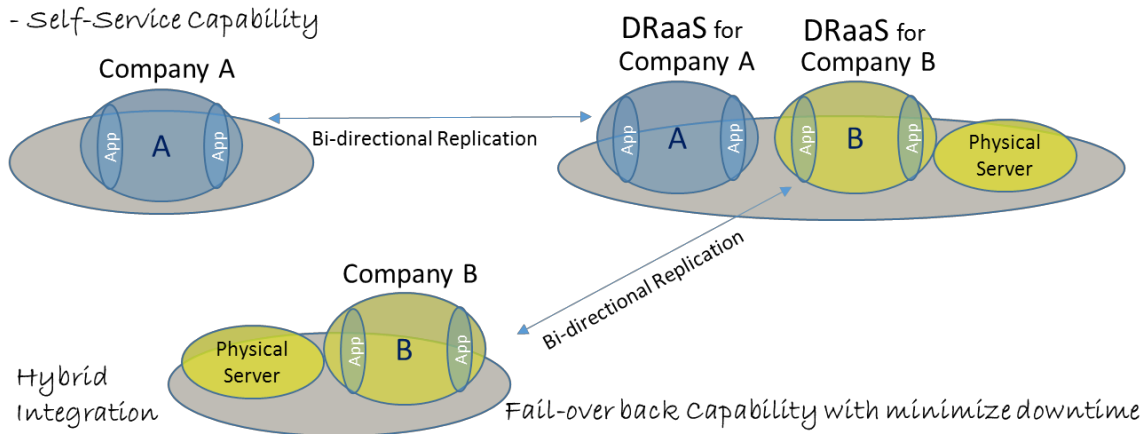 - Self-Service Capability
Company A
App
A
App
Bi-directional Replication
DRaaS for
Company A
DRaaS for
Company B
App
A
App
App
B
App
Physical
Server
Bi-directional Replication
Company B
Physical
Server
App
B
App
Hybrid
Integration
Fail-over back Capability with minimize downtime